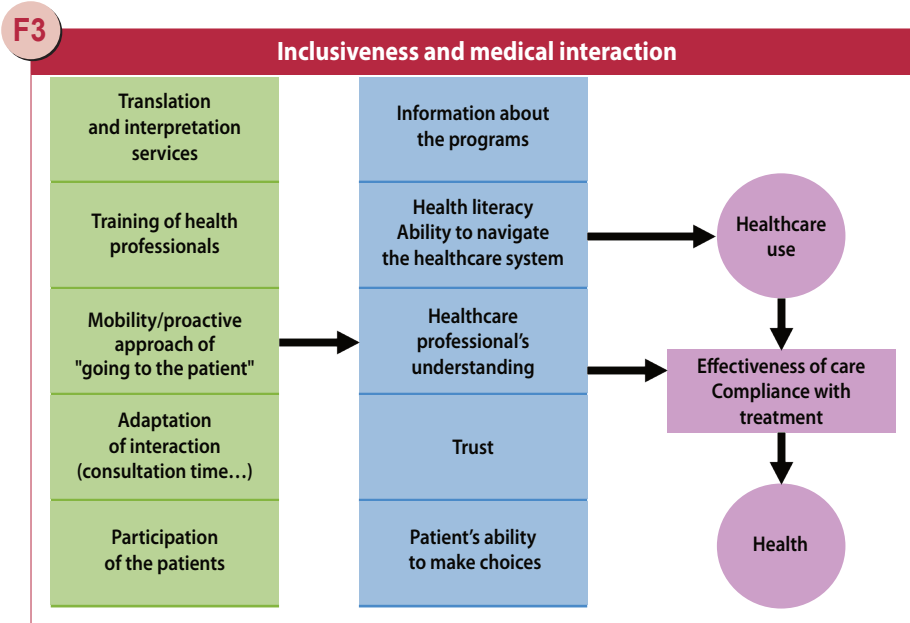 F3
Inclusiveness and medical interaction
Translation
and interpretation
services
Training of health
professionals
Mobility/proactive
approach of
"going to the patient"
Adaptation
of interaction
(consultation time…)
Participation
of the patients
Information about
the programs
Health literacy
Ability to navigate
the healthcare system
Healthcare
professional’s
understanding
Trust
Patient’s ability
to make choices
Healthcare
use
Effectiveness of care
Compliance with
treatment
Health